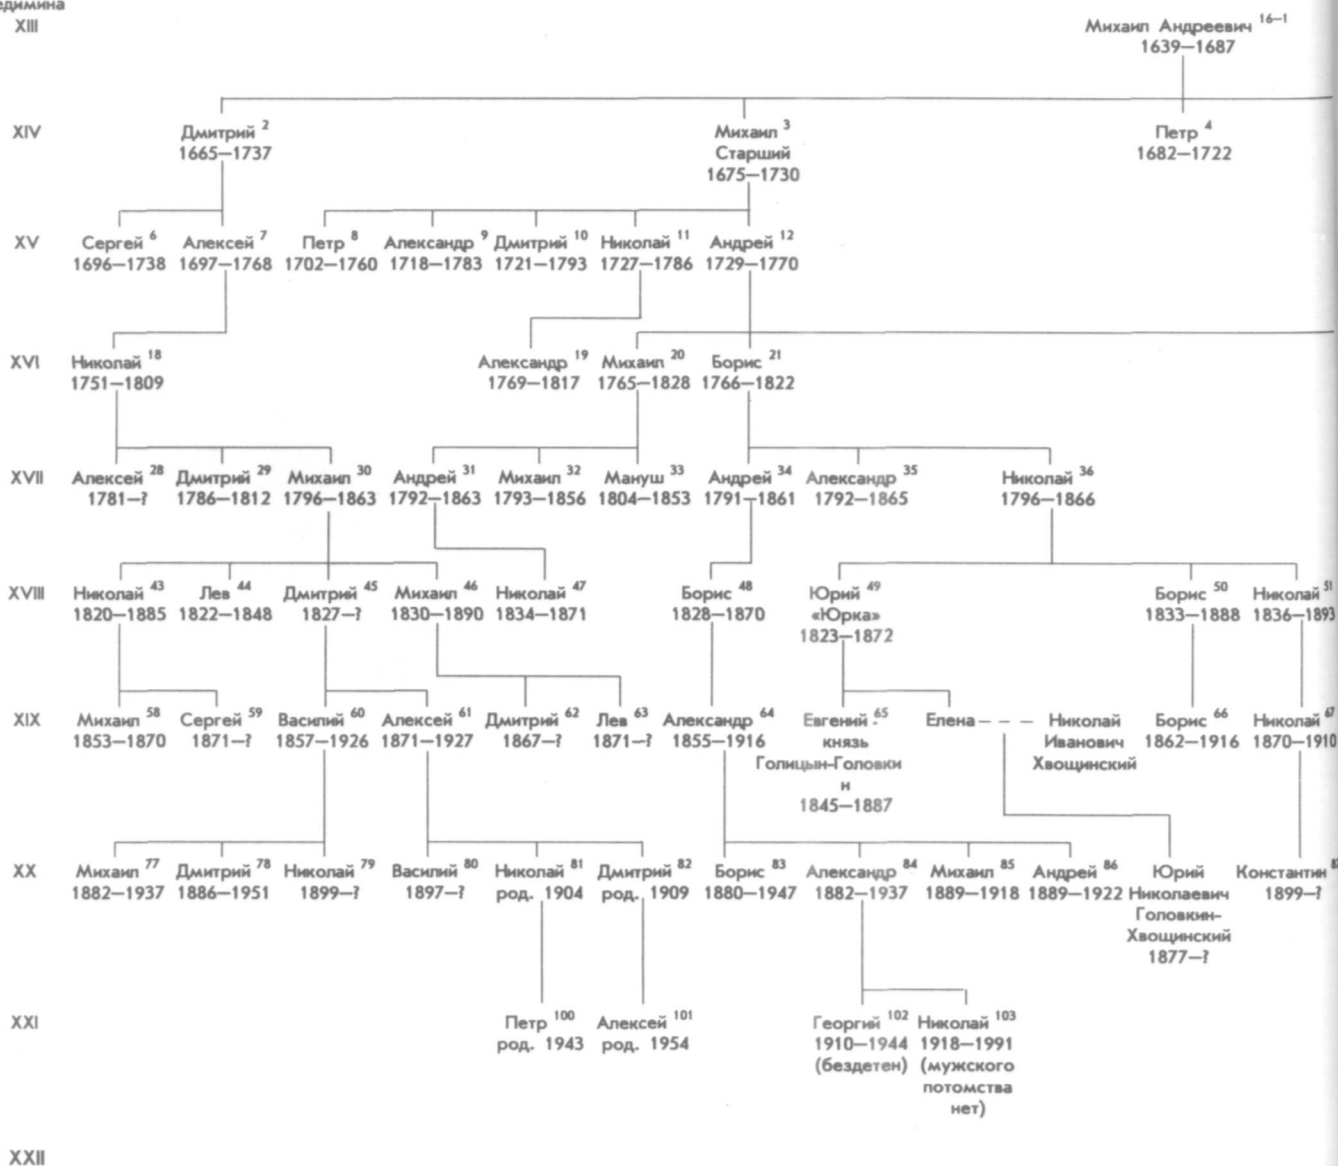 XIII
Михаил Андреевич 16—1
1639—1687
XIV
Дмитрий 2
1665—1737
Михаил 3
Старший
1675—1730
Петр 4
1682—1722
XV
Сергей 6
1696—1738
Алексей 7
1697—1768
Петр 8
1702—1760
Александр 9
1718—1783
Дмитрий 10
1721—1793
Николай 11
1727—1786
Андрей 12
1729—1770
XVI
Николай 18
1751—1809
Александр 19
1769—1817
Михаил 20
1765—1828
Борис 21
1766—1822
XVII
Алексей 28
1781—?
Дмитрий 29
1786—1812
Михаил 30
1796—1863
Андрей 31
1792—1863
Михаил 32
1793—1856
Мануш 33
1804—1853
Андрей 34
1791—1861
Александр 35
1792—1865
Николай 36
1796—1866
XVIII
Николай 43
1820—1885
Лев 44
1822—1848
Дмитрий 45
1827—?
Михаил 46
1830—1890
Николай 47
1834—1871
Борис 48
1828—1870
Юрий 49
«Юрка»
1823—1872
Борис 50
1833—1888
Николай 51
1836—1893
XIX
Михаил 58
1853—1870
Сергей 59
1871—?
Василий 60
1857—1926
Алексей 61
1871—1927
Дмитрий 62
1867—?
Лев 63
1871—?
Александр 64
1855—1916
Евгений 65
князь
Голицын-Головки
н
1845—1887
Елена
Николай
Иванович
Хвощинский
Борис 66
1862—1916
Николай 67
1870—1910
XX
Михаил 77
1882—1937
Дмитрий 78
1886—1951
Николай 79
1899—?
Василий 80
1897—?
Николай 81
род. 1904
Дмитрий 82
род. 1909
Борис 83
1880—1947
Александр 84
1882—1937
Михаил 85
1889—1918
Андрей 86
1889—1922
Юрий
Николаевич
Головкин-
Хвощинский
1877—?
Константин
1899—?
XXI
Петр 100
род. 1943
Алексей 101
род. 1954
Георгий 102
1910—1944
(бездетен)
Николай 103
1918—1991
(мужского
потомства
нет)
XXII